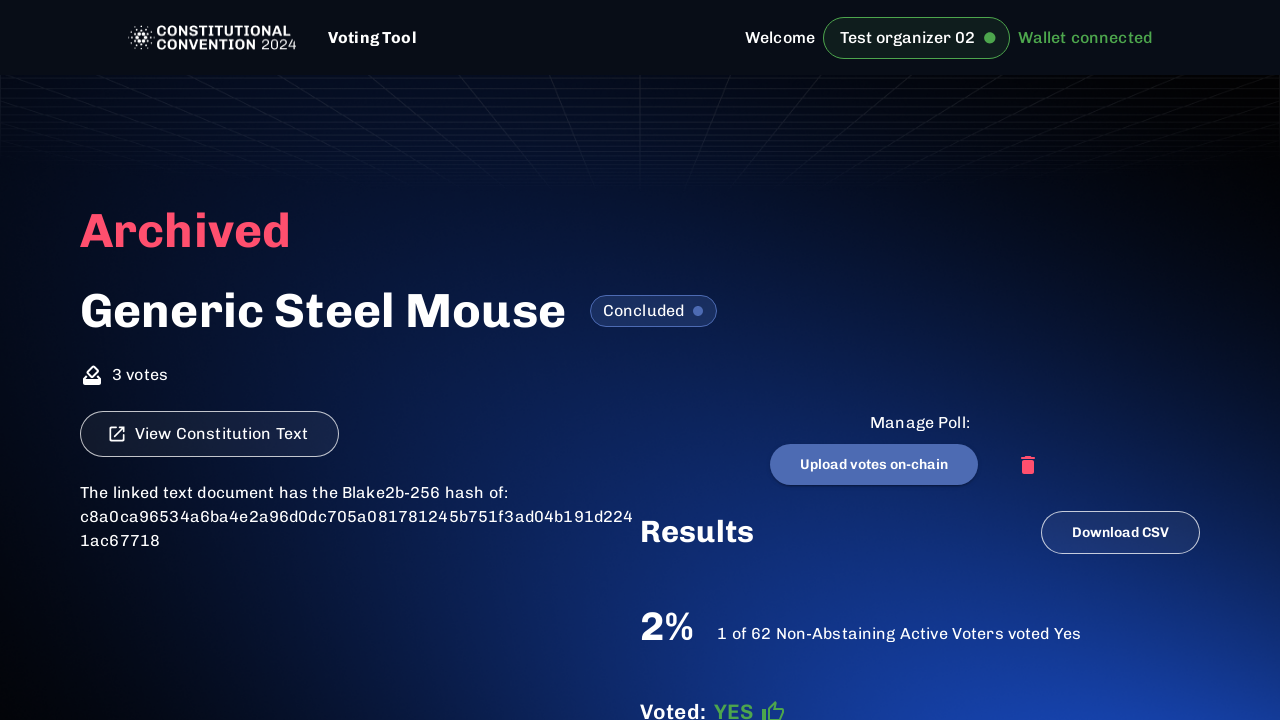 CONSTITUTIONAL
CONVENTION 2024
Voting Tool
Welcome
Test organizer 02
Wallet connected
Archived
Generic Steel Mouse
Concluded
3 votes
View Constitution Text
Manage Poll:
Upload votes on-chain
The linked text document has the Blake2b-256 hash of:
c8a0ca96534a6ba4e2a96d0dc705a081781245b751f3ad04b191d224
1ac67718
Results
Download CSV
2%
1 of 62 Non-Abstaining Active Voters voted Yes
Voted: YES